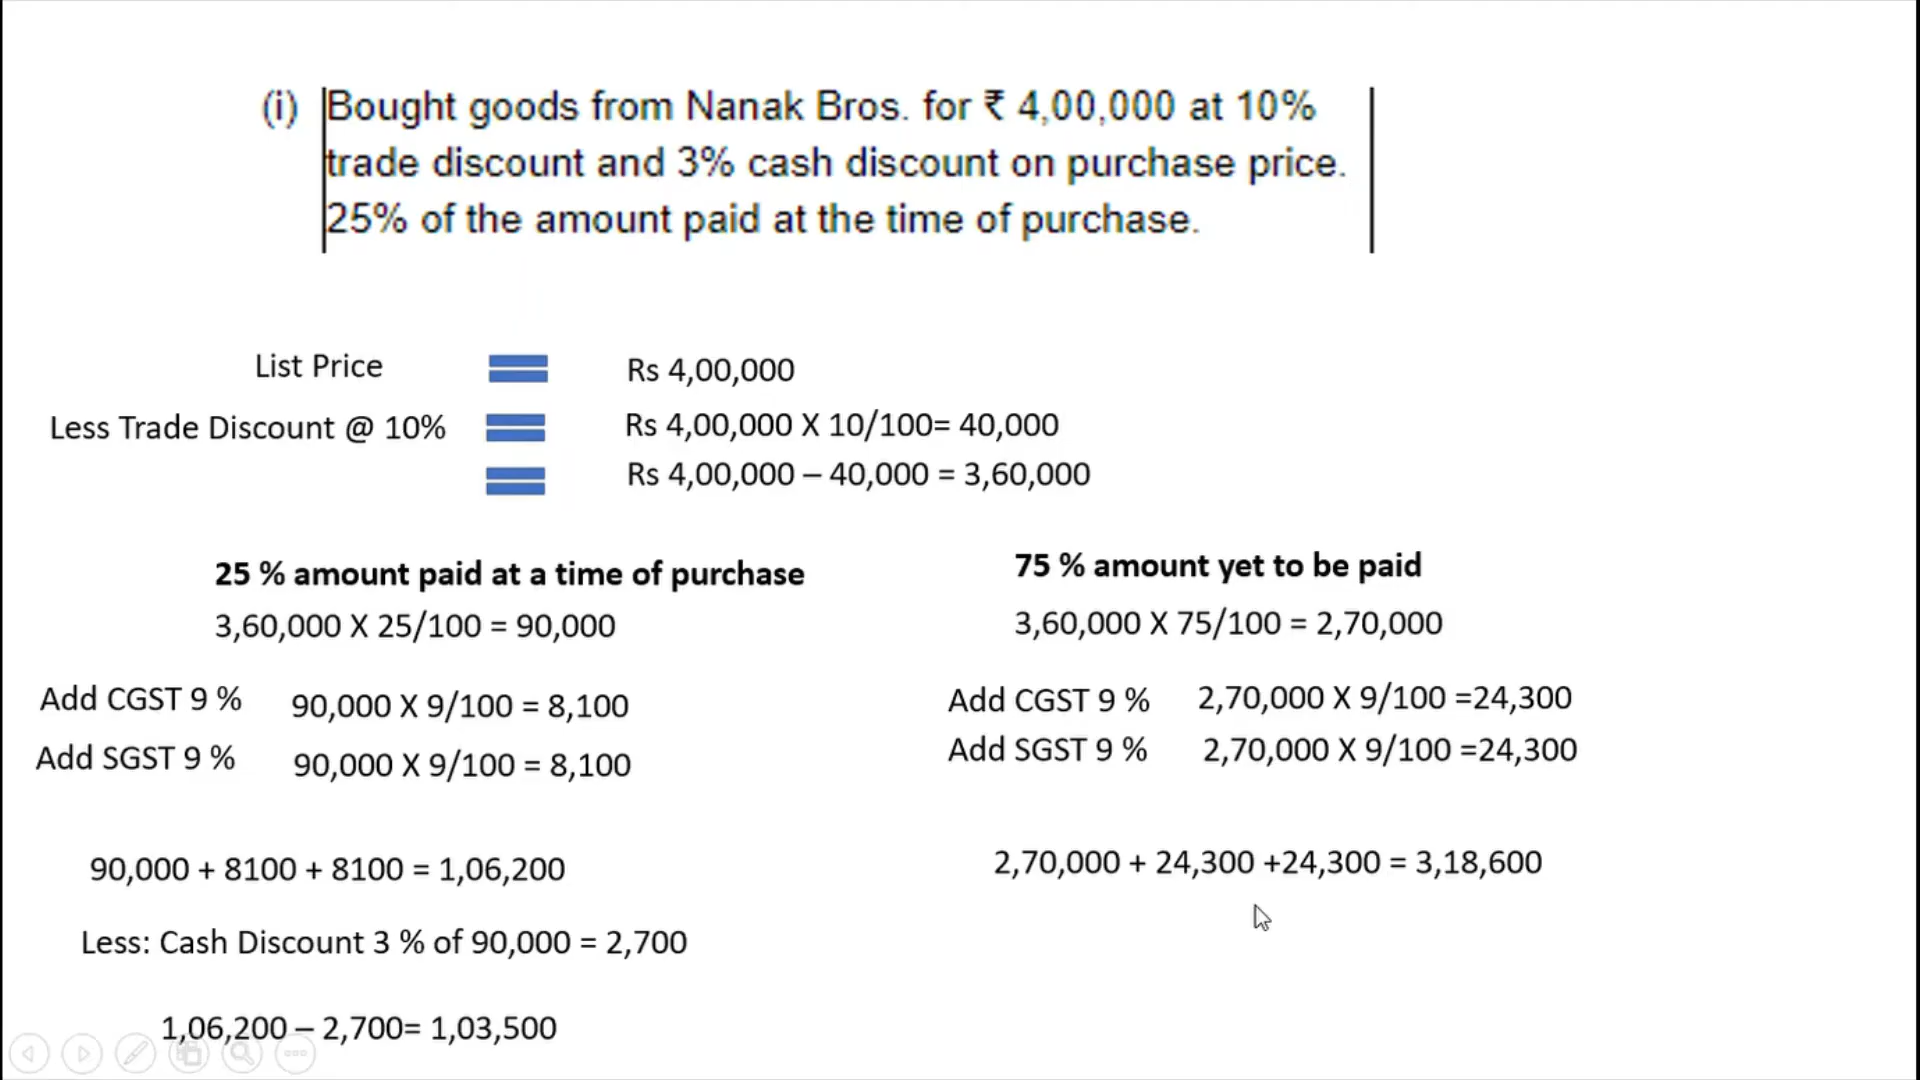 (i) Bought goods from Nanak Bros. for ₹ 4,00,000 at 10%
trade discount and 3% cash discount on purchase price.
25% of the amount paid at the time of purchase.
List Price Rs 4,00,000
Less Trade Discount @ 10% Rs 4,00,000 X 10/100= 40,000
Rs 4,00,000 – 40,000 = 3,60,000
25 % amount paid at a time of purchase
3,60,000 X 25/100 = 90,000
Add CGST 9 % 90,000 X 9/100 = 8,100
Add SGST 9 % 90,000 X 9/100 = 8,100
90,000 + 8100 + 8100 = 1,06,200
Less: Cash Discount 3 % of 90,000 = 2,700
1,06,200 – 2,700= 1,03,500
75 % amount yet to be paid
3,60,000 X 75/100 = 2,70,000
Add CGST 9 % 2,70,000 X 9/100 =24,300
Add SGST 9 % 2,70,000 X 9/100 =24,300
2,70,000 + 24,300 +24,300 = 3,18,600